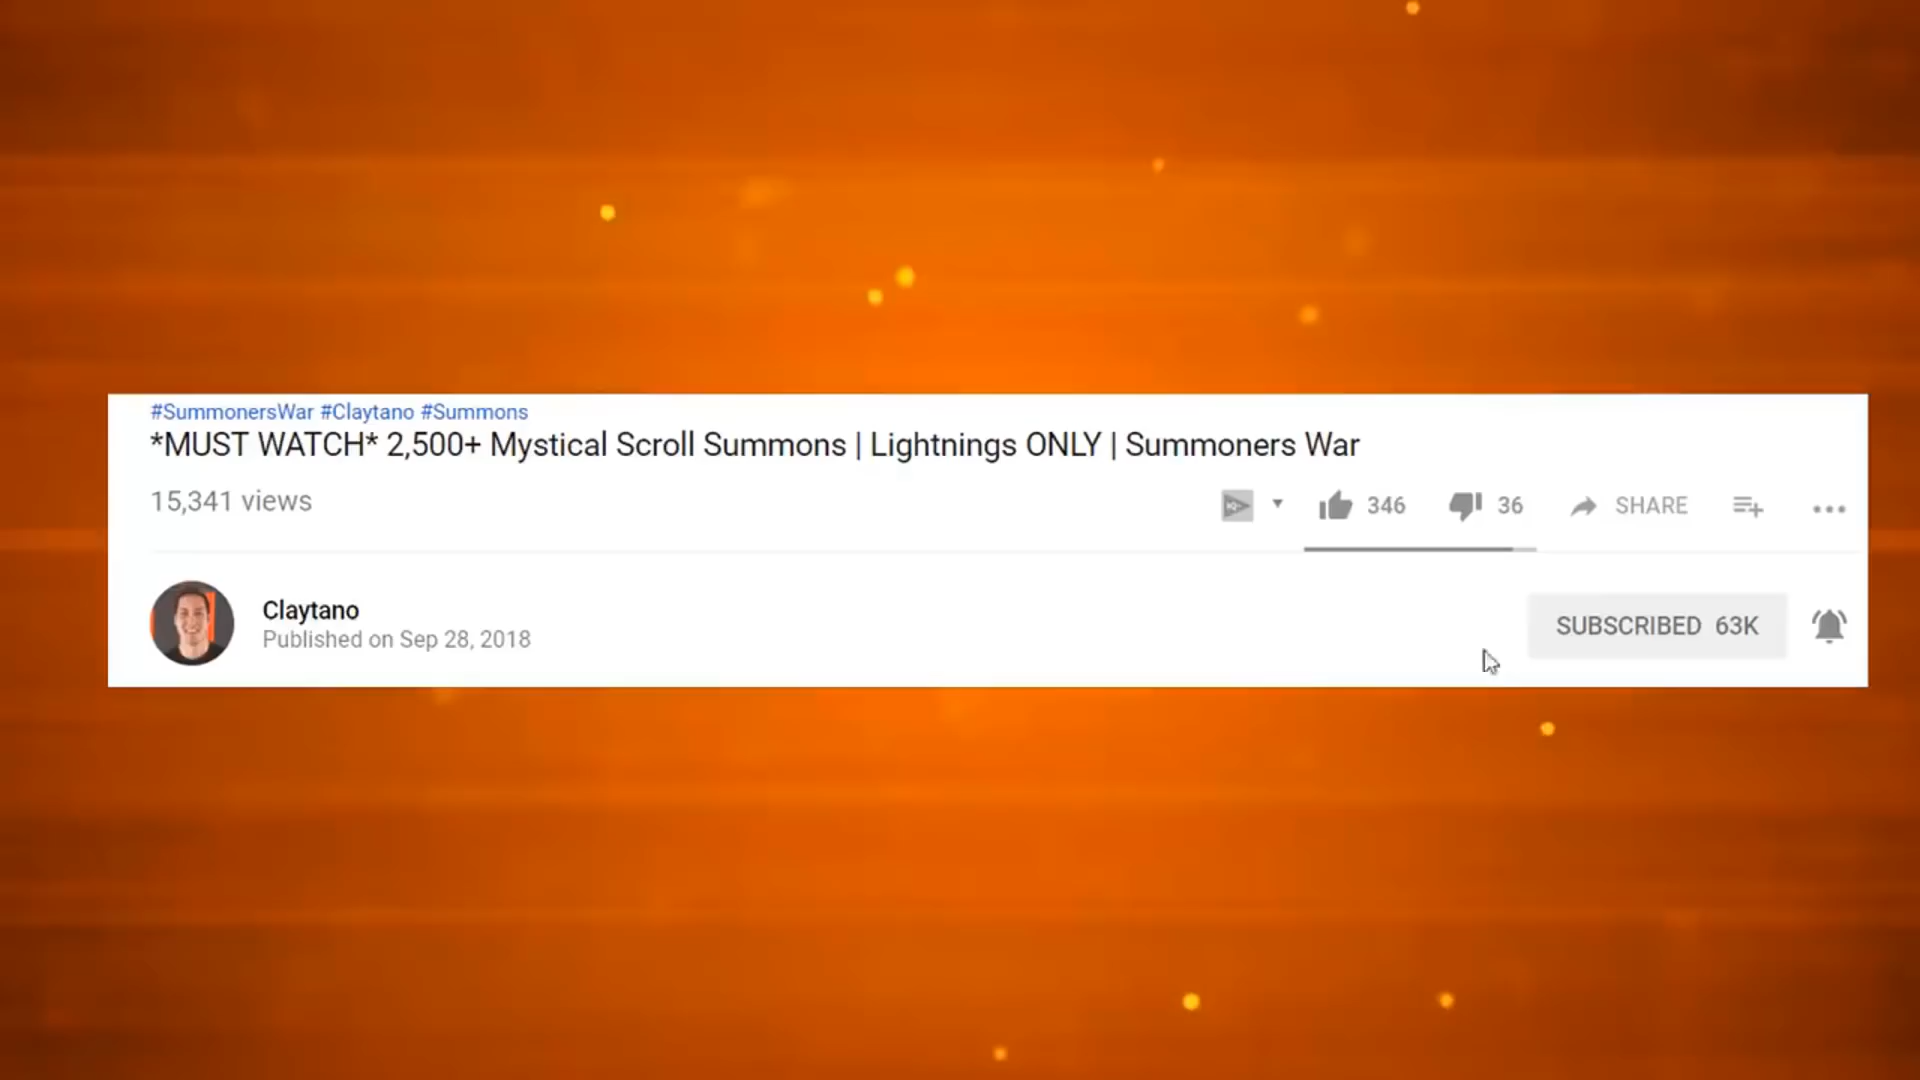 #SummonersWar #Claytano #Summons
*MUST WATCH* 2,500+ Mystical Scroll Summons | Lightnings ONLY | Summoners War
15,341 views
346
36
SHARE
Claytano
Published on Sep 28, 2018
SUBSCRIBED 63K